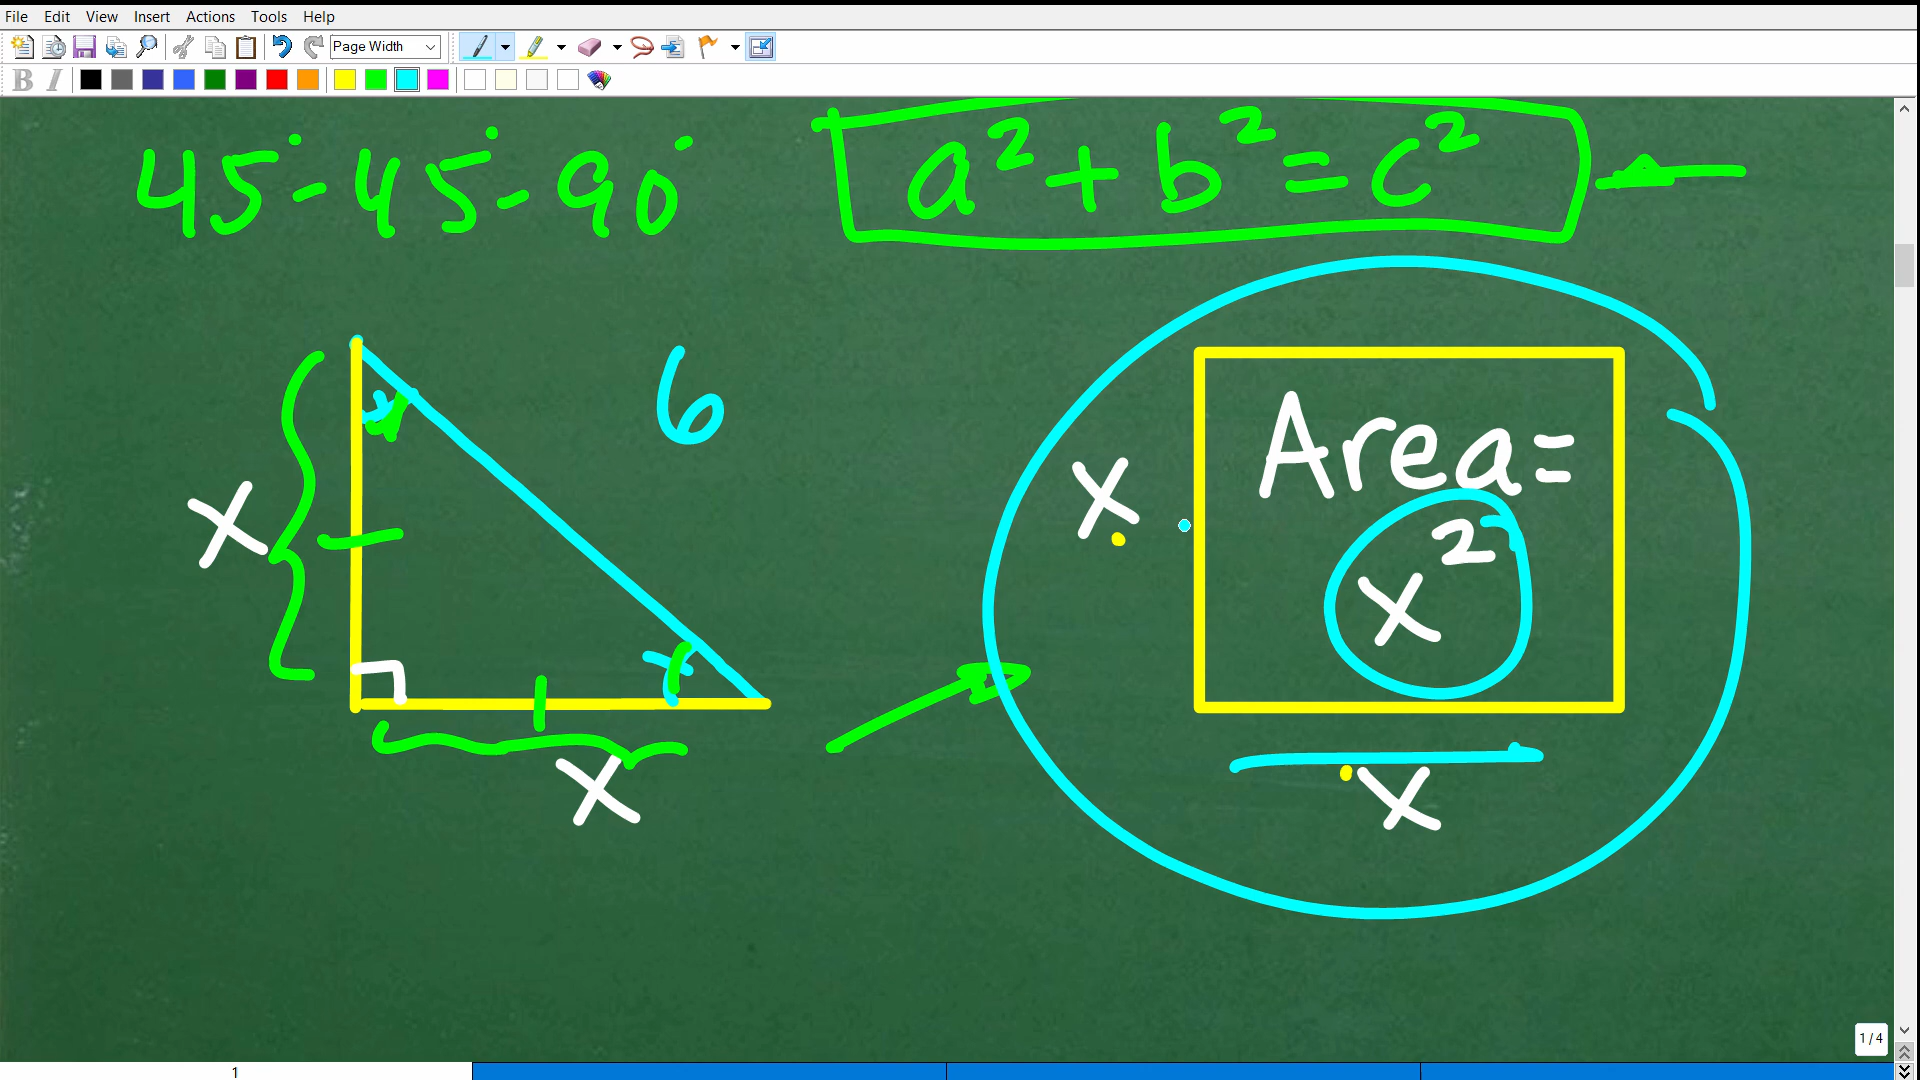 File Edit View Insert Actions Tools Help
Page Width
B I
45°-45-90° a²+b²=c²
6
Area=
x x x²
x x
1/4
1